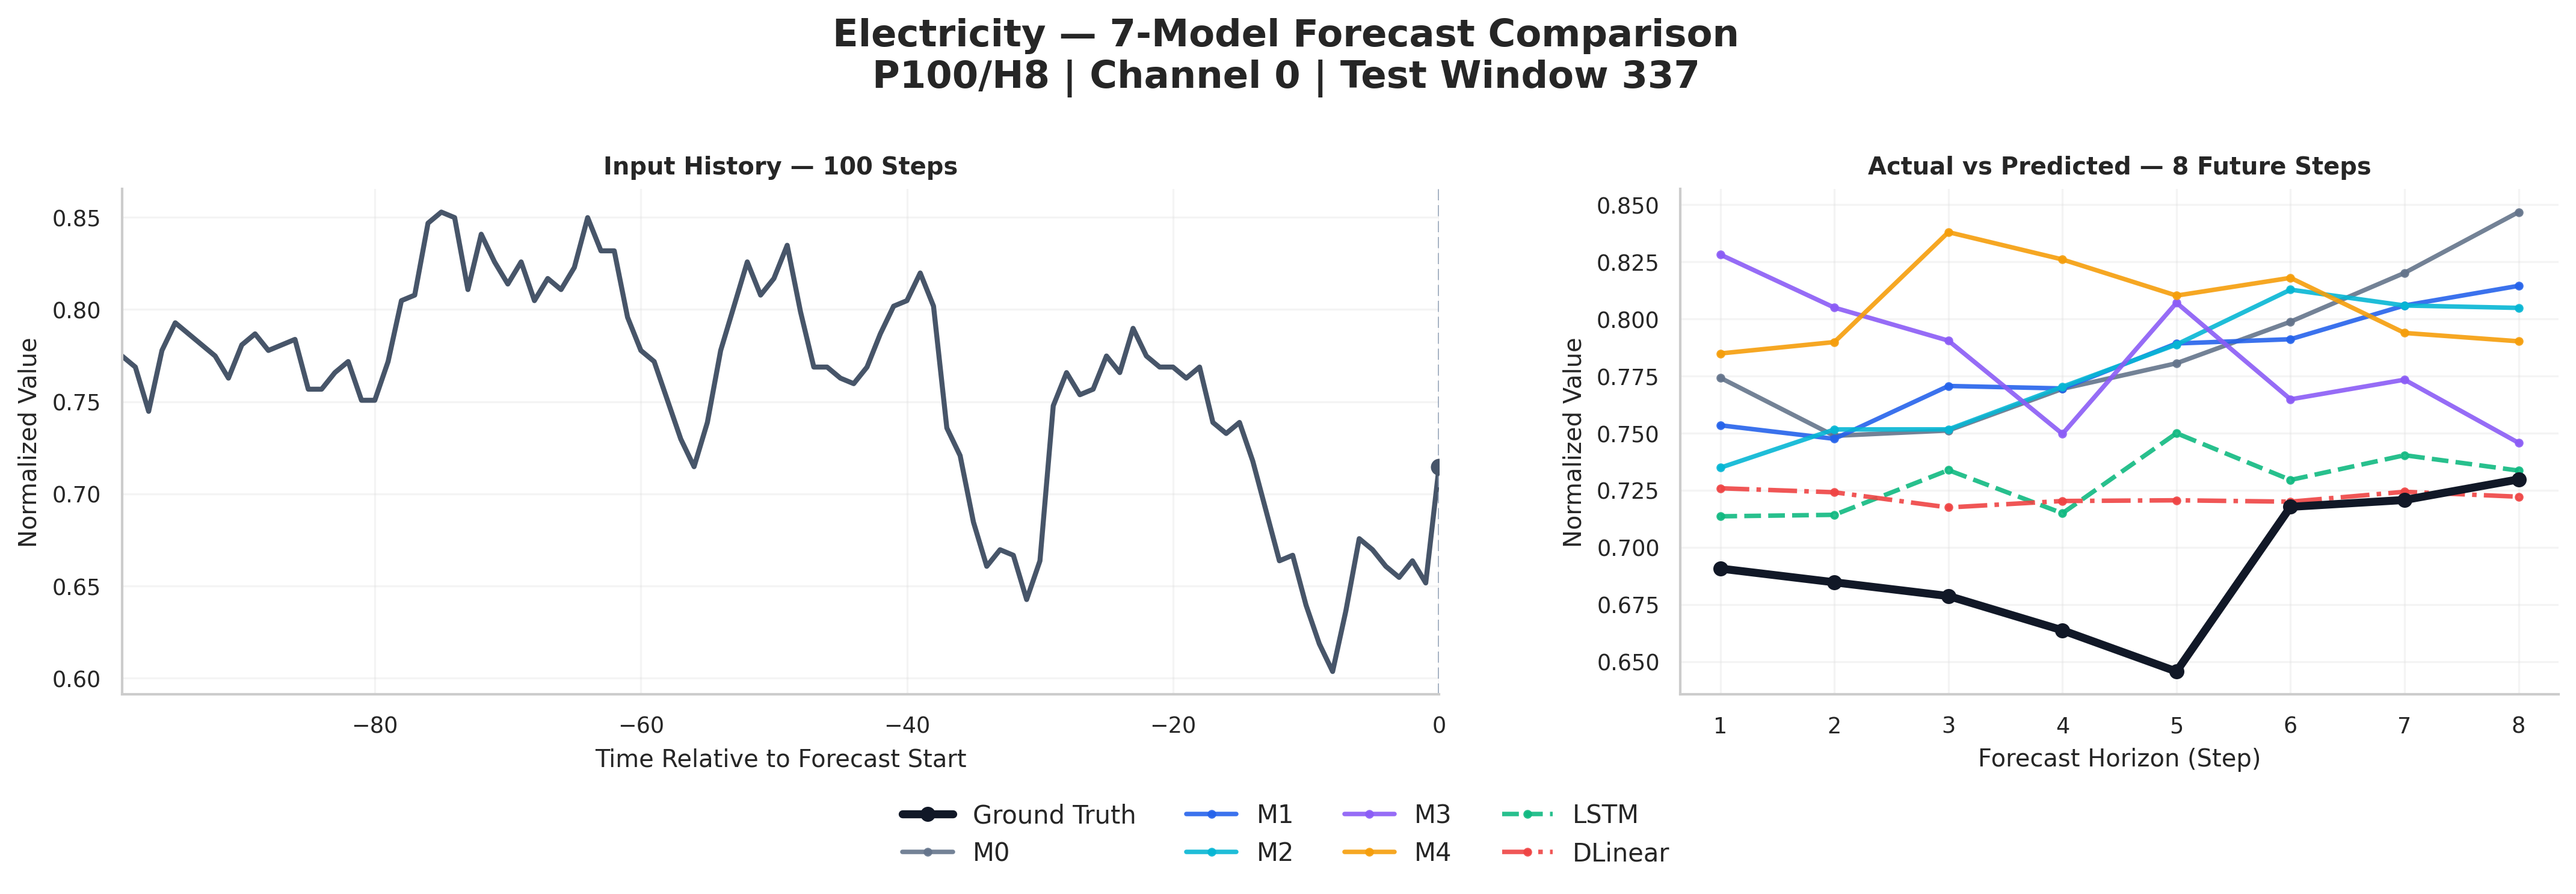 Electricity — 7-Model Forecast Comparison
P100/H8 | Channel 0 | Test Window 337
Input History — 100 Steps
Normalized Value
0.85
0.80
0.75
0.70
0.65
0.60
−80
−60
−40
−20
0
Time Relative to Forecast Start
Actual vs Predicted — 8 Future Steps
Normalized Value
0.850
0.825
0.800
0.775
0.750
0.725
0.700
0.675
0.650
1
2
3
4
5
6
7
8
Forecast Horizon (Step)
Ground Truth
M0
M1
M2
M3
M4
LSTM
DLinear